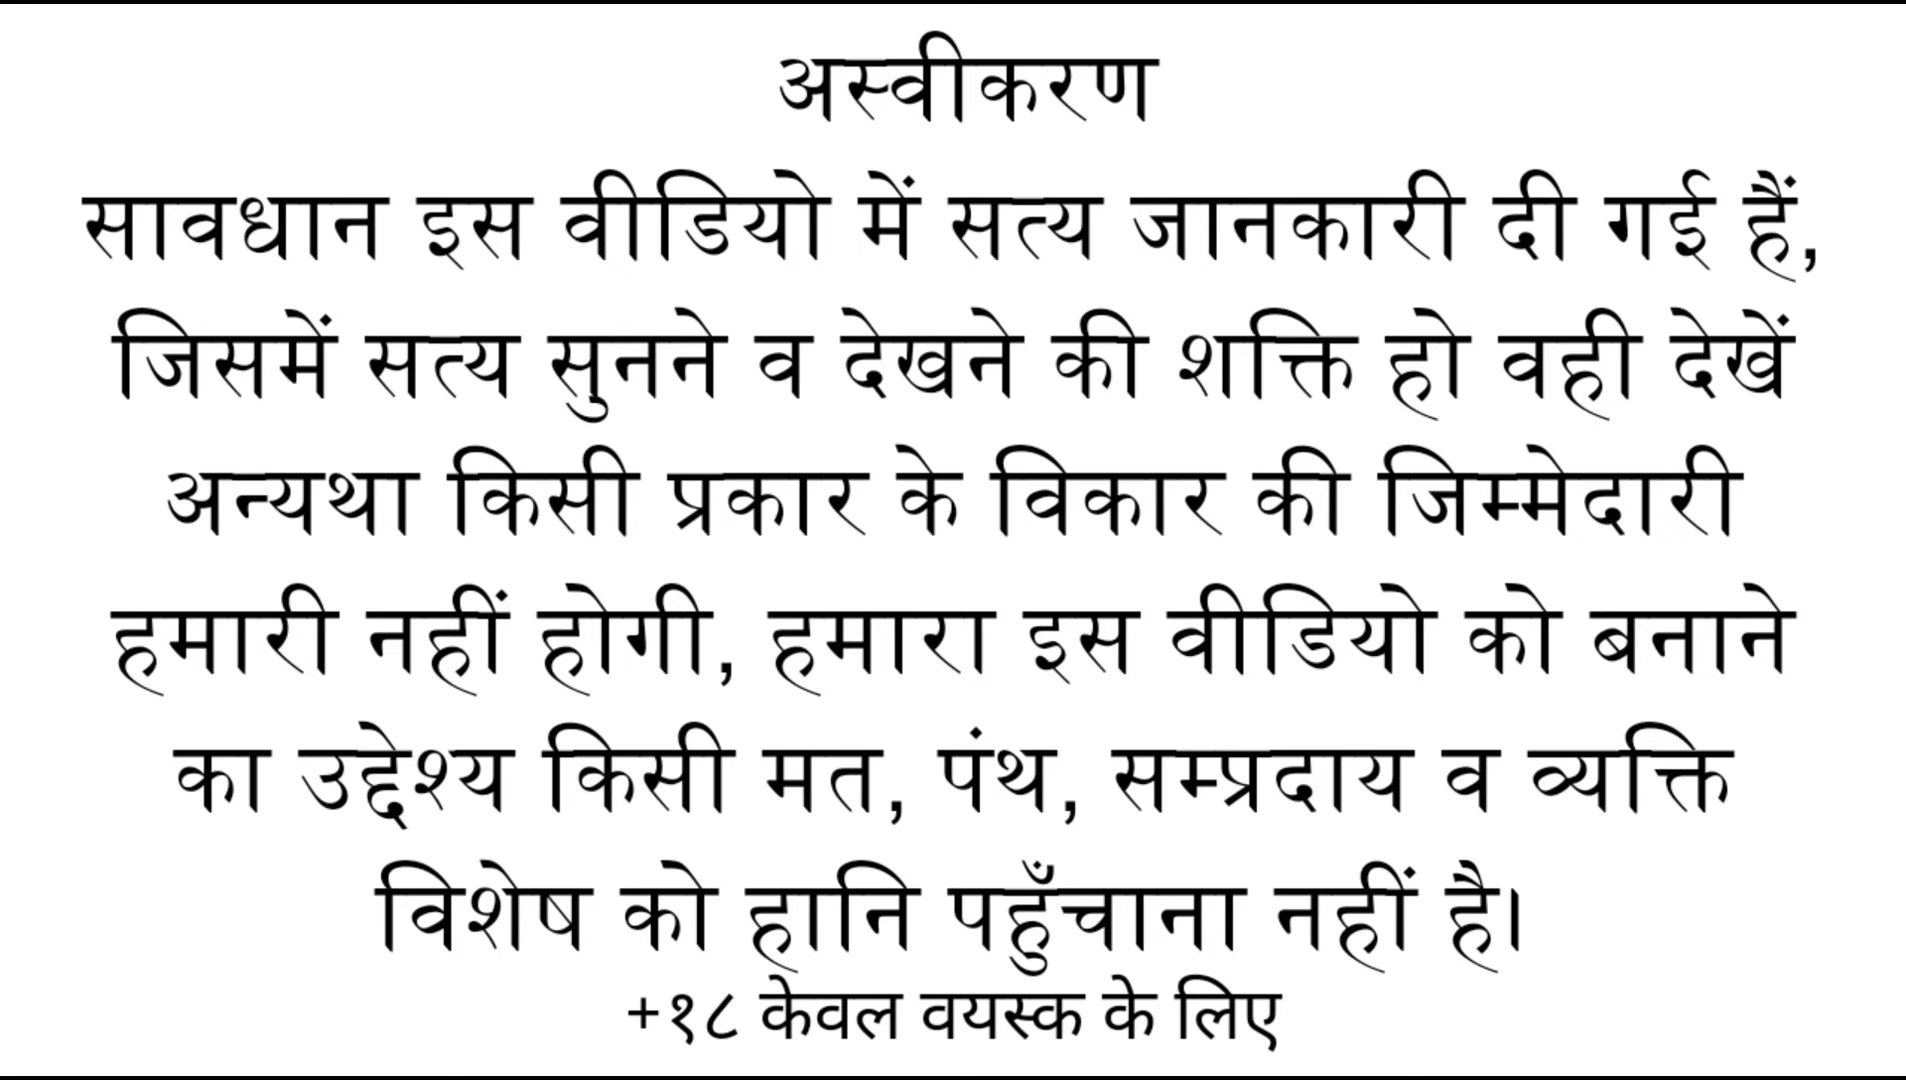 अस्वीकरण
सावधान इस वीडियो में सत्य जानकारी दी गई हैं,
जिसमें सत्य सुनने व देखने की शक्ति हो वही देखें
अन्यथा किसी प्रकार के विकार की जिम्मेदारी
हमारी नहीं होगी, हमारा इस वीडियो को बनाने
का उद्देश्य किसी मत, पंथ, सम्प्रदाय व व्यक्ति
विशेष को हानि पहुँचाना नहीं है।
+१८ केवल वयस्क के लिए